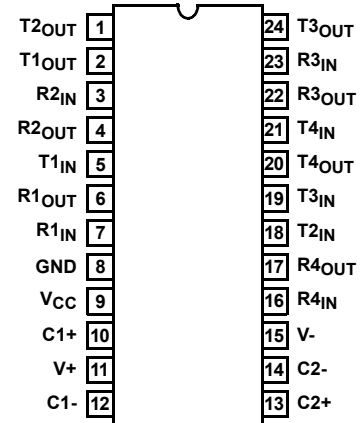 T2OUT 1 24 T3OUT
T1OUT 2 23 R3IN
R2IN 3 22 R3OUT
R2OUT 4 21 T4IN
T1IN 5 20 T4OUT
R1OUT 6 19 T3IN
R1IN 7 18 T2IN
GND 8 17 R4OUT
VCC 9 16 R4IN
C1+ 10 15 V-
V+ 11 14 C2-
C1- 12 13 C2+